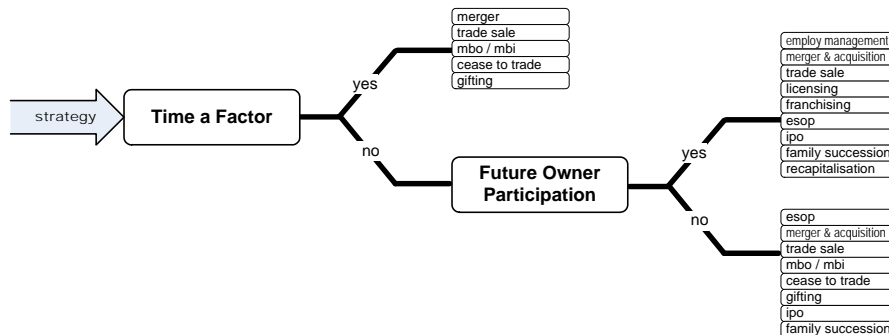 strategy
Time a Factor
yes
merger
trade sale
mbo / mbi
cease to trade
gifting
no
Future Owner
Participation
yes
employ management
merger & acquisition
trade sale
licensing
franchising
esop
ipo
family succession
recapitalisation
no
esop
merger & acquisition
trade sale
mbo / mbi
cease to trade
gifting
ipo
family succession